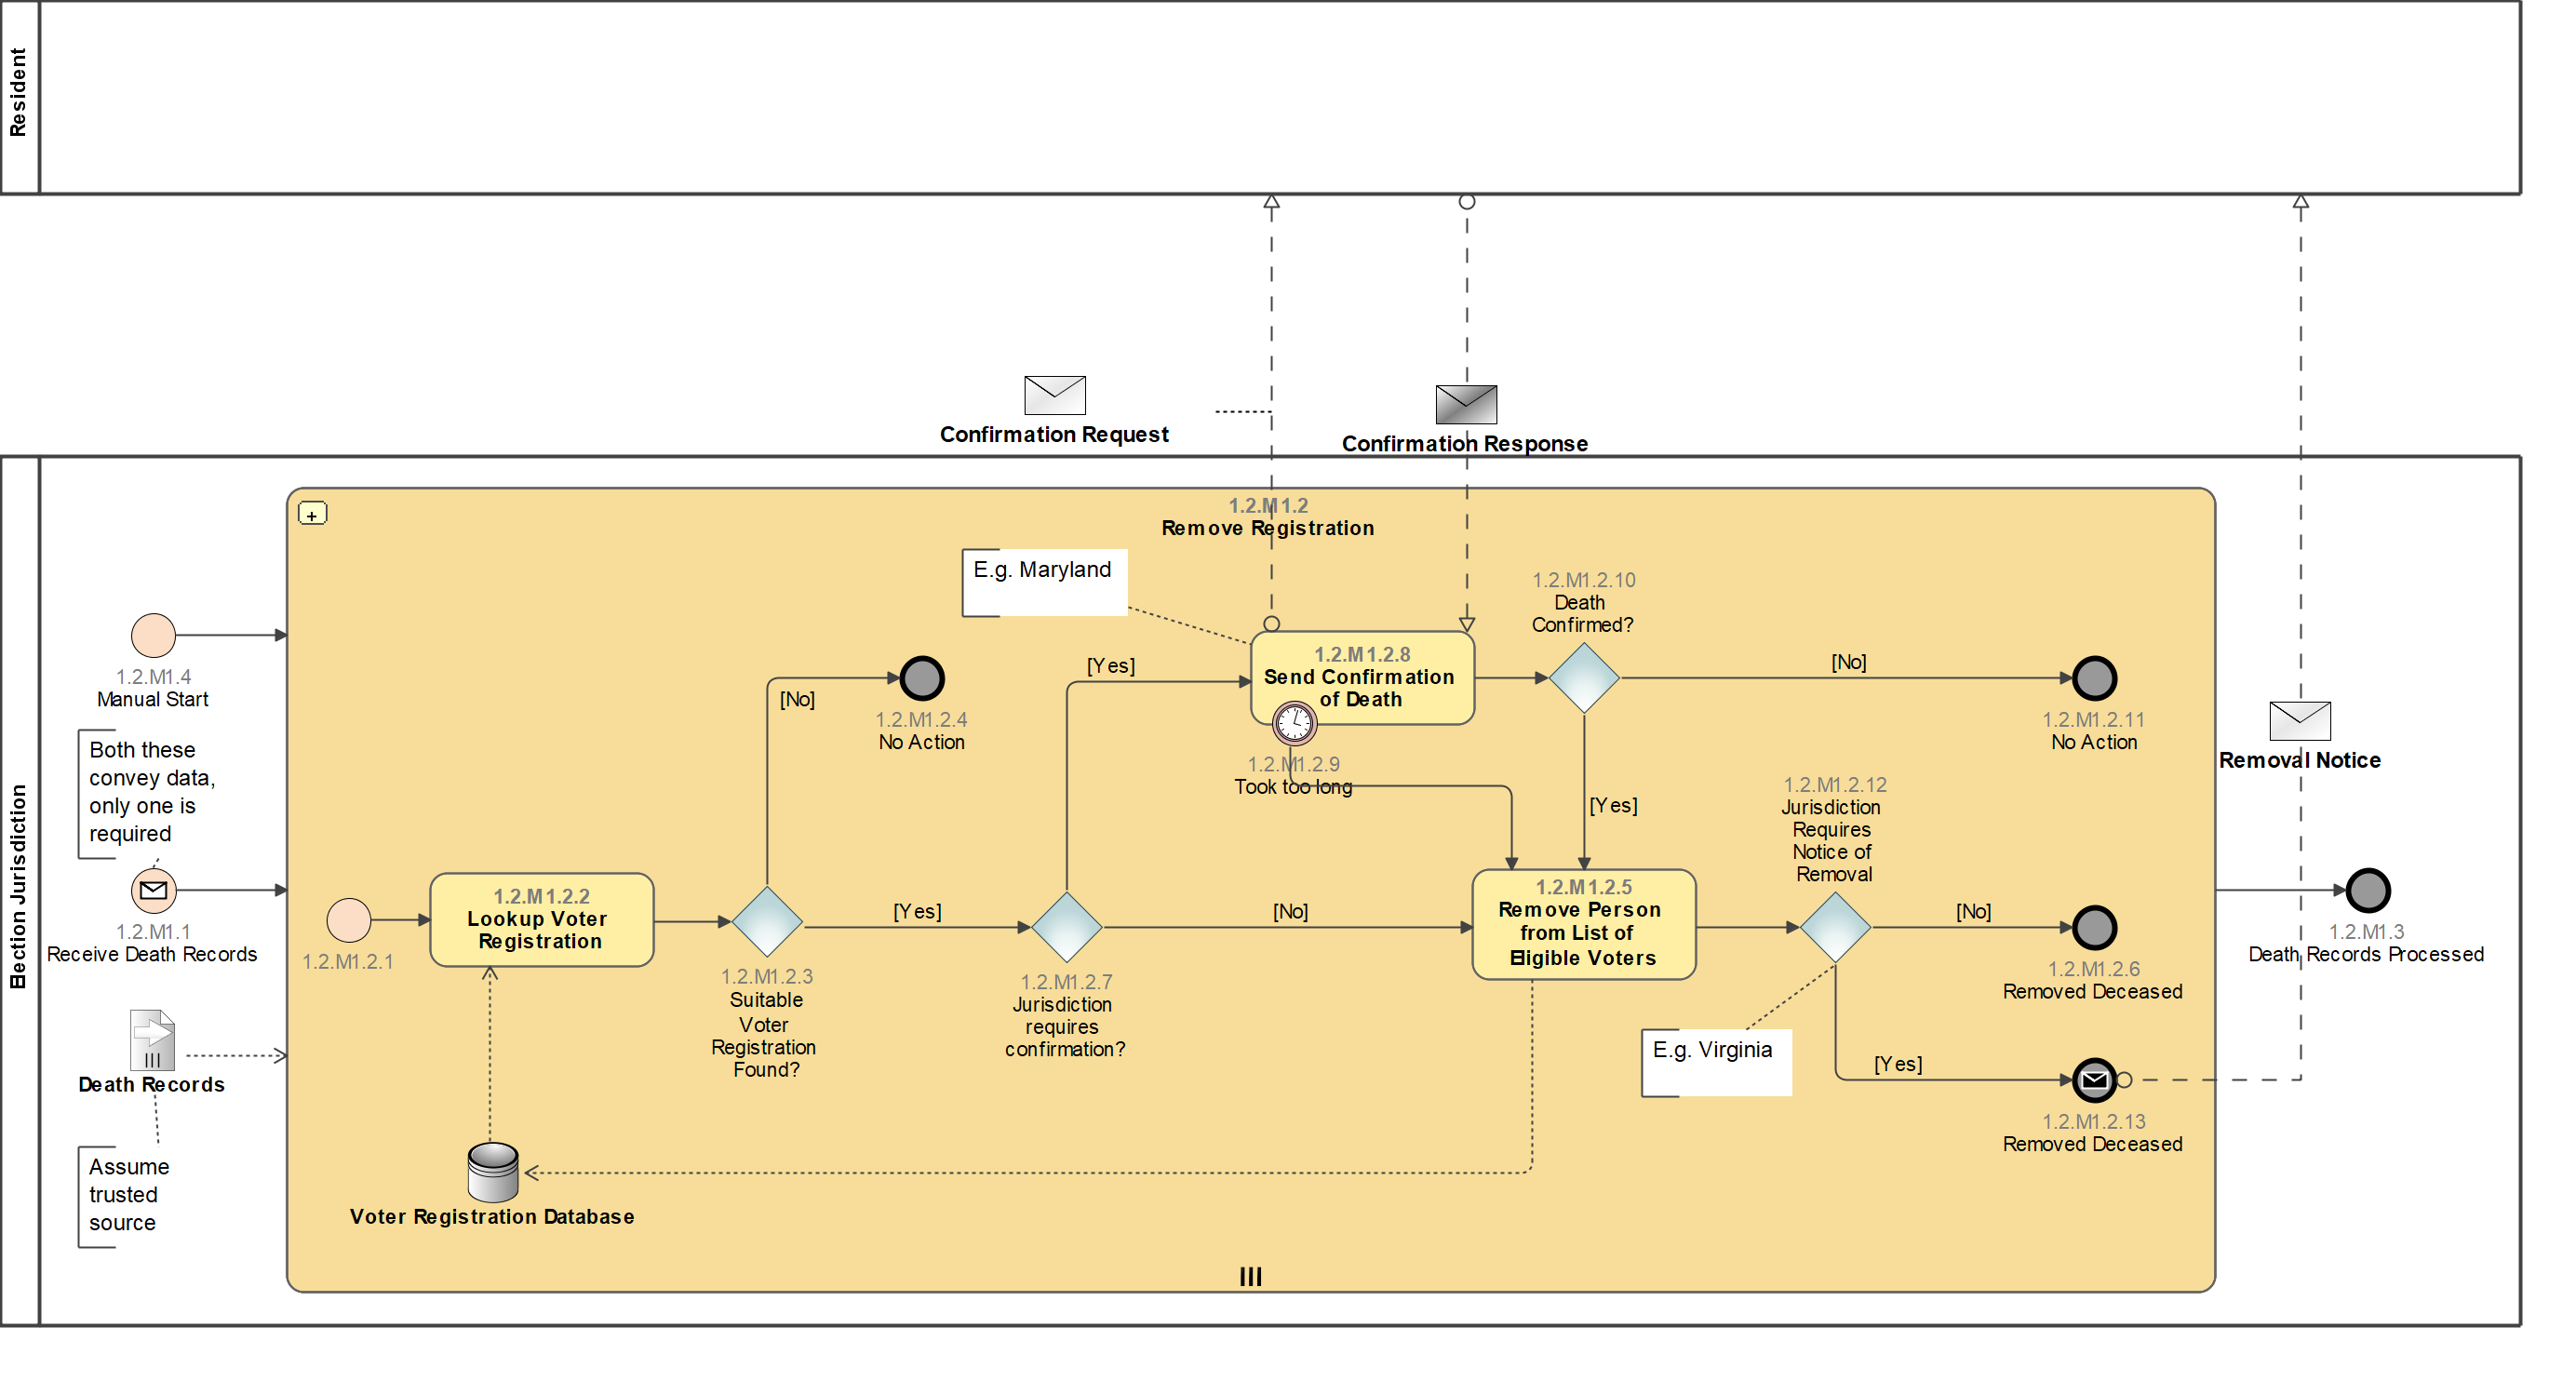 Resident
Confirmation Request
Confirmation Response
Election Jurisdiction
1.2.M1.2
Remove Registration
E.g. Maryland
1.2.M1.4
Manual Start
Both these
convey data,
only one is
required
1.2.M1.1
Receive Death Records
Death Records
Assume
trusted
source
1.2.M1.2.1
1.2.M1.2.2
Lookup Voter
Registration
Voter Registration Database
1.2.M1.2.3
Suitable
Voter
Registration
Found?
[No]
1.2.M1.2.4
No Action
[Yes]
1.2.M1.2.7
Jurisdiction
requires
confirmation?
[Yes]
[No]
1.2.M1.2.8
Send Confirmation
of Death
1.2.M1.2.9
Took too long
1.2.M1.2.10
Death
Confirmed?
[No]
1.2.M1.2.11
No Action
[Yes]
1.2.M1.2.5
Remove Person
from List of
Eligible Voters
1.2.M1.2.12
Jurisdiction
Requires
Notice of
Removal
[No]
1.2.M1.2.6
Removed Deceased
E.g. Virginia
[Yes]
1.2.M1.2.13
Removed Deceased
Removal Notice
1.2.M1.3
Death Records Processed